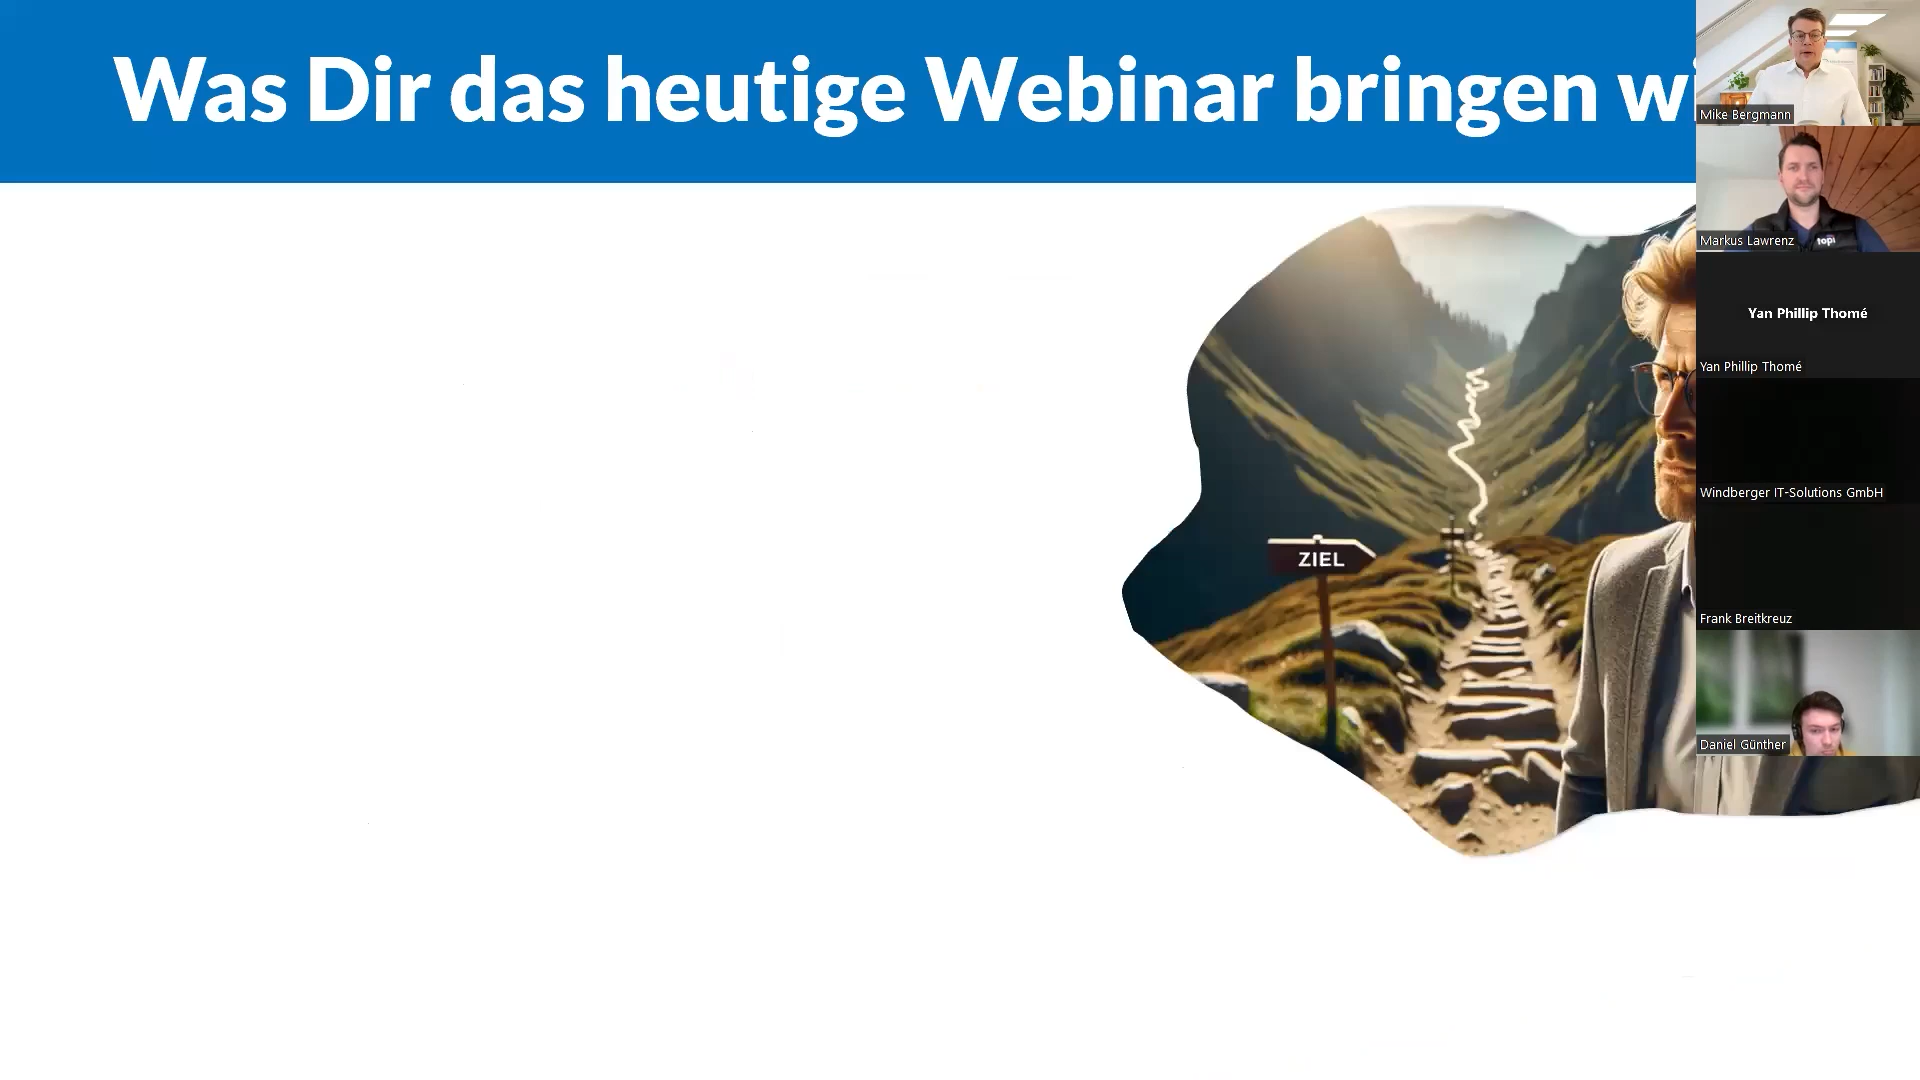 Was Dir das heutige Webinar bringen wi
Mike Bergmann
topi
Markus Lawrenz
Yan Phillip Thomé
Yan Phillip Thomé
Windberger IT-Solutions GmbH
ZIEL
Frank Breitkreuz
Daniel Günther